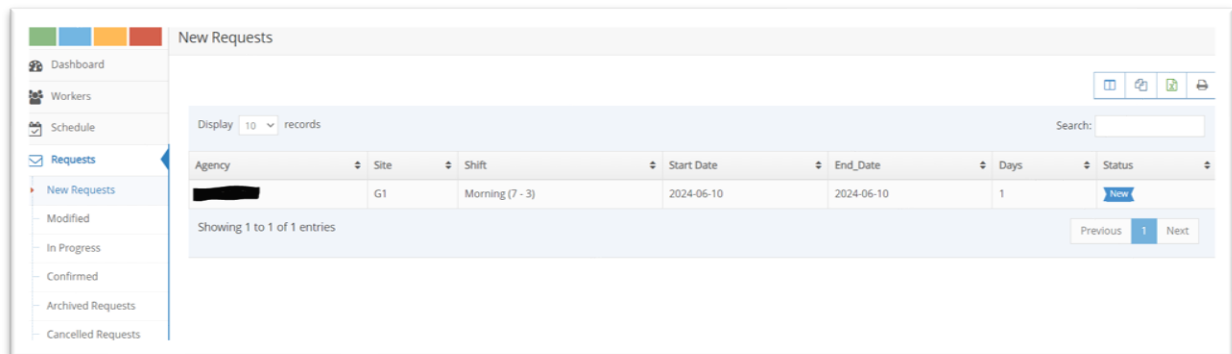 New Requests
Dashboard
Workers
Schedule
Requests
New Requests
Modified
In Progress
Confirmed
Archived Requests
Cancelled Requests
Display 10 records
Search:
Agency Site Shift Start Date End_Date Days Status
G1 Morning (7 - 3) 2024-06-10 2024-06-10 1 New
Showing 1 to 1 of 1 entries
Previous 1 Next